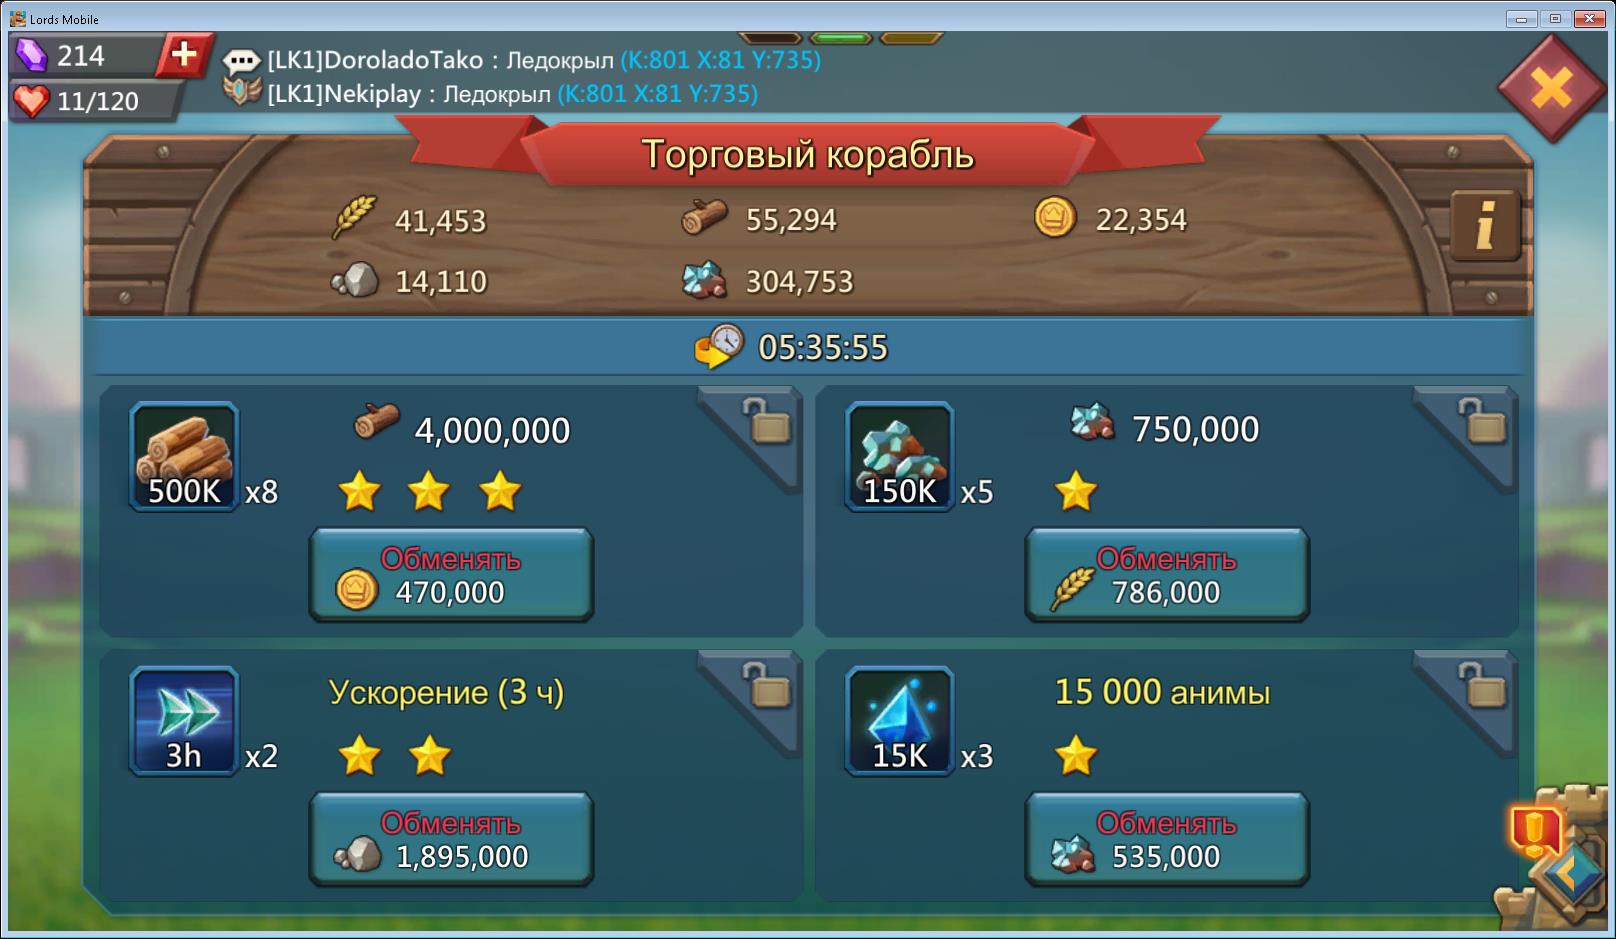 Lords Mobile
214
[LK1]DoroladoTako : Ледокрыл (K:801 X:81 Y:735)
11/120
[LK1]Nekiplay : Ледокрыл (K:801 X:81 Y:735)
Торговый корабль
41,453
55,294
22,354
14,110
304,753
05:35:55
4,000,000
500K x8
Обменять
470,000
750,000
150K x5
Обменять
786,000
Ускорение (3 ч)
3h x2
Обменять
1,895,000
15 000 анимы
15K x3
Обменять
535,000